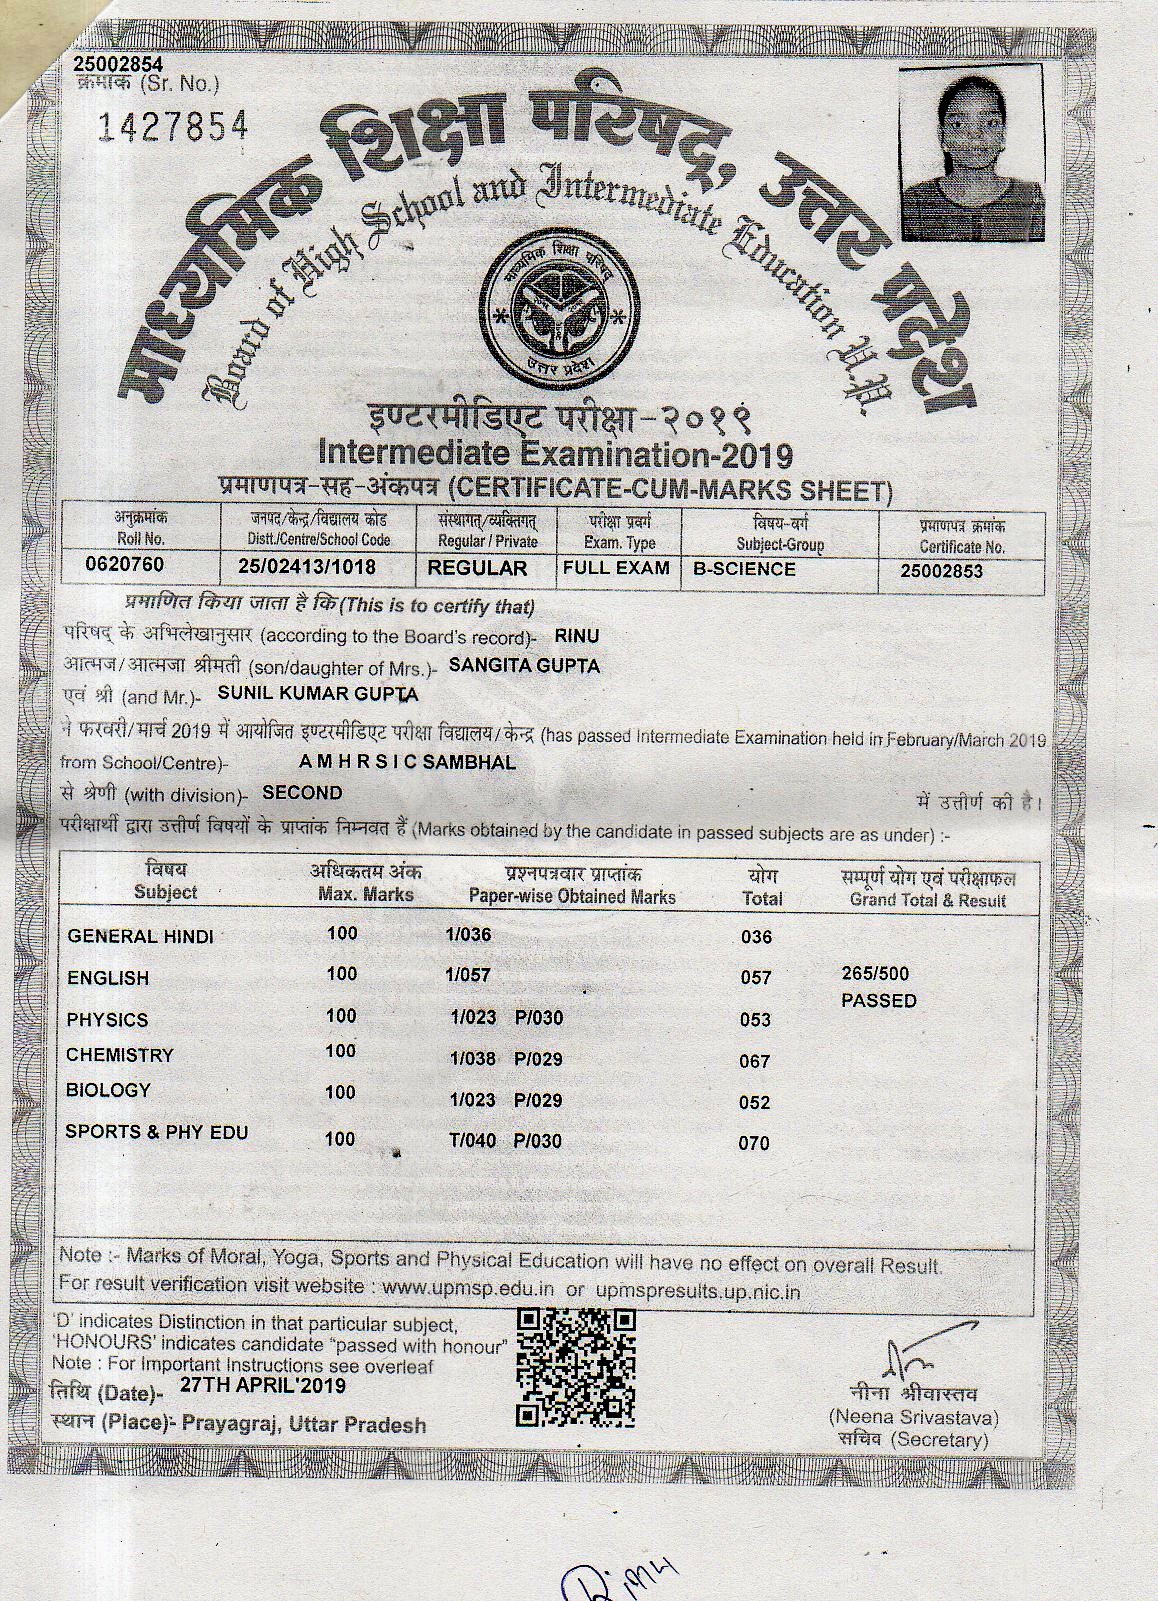 25002854
क्रमांक (Sr. No.)
1427854
माध्यमिक शिक्षा परिषद्, उत्तर प्रदेश
Board of High School and Intermediate Education U.P.
माध्यमिक शिक्षा परिषद्
उत्तर प्रदेश
इण्टरमीडिएट परीक्षा-२०१९
Intermediate Examination-2019
प्रमाणपत्र-सह-अंकपत्र (CERTIFICATE-CUM-MARKS SHEET)
अनुक्रमांक जनपद/केन्द्र/विद्यालय कोड संस्थागत्/व्यक्तिगत् परीक्षा प्रवर्ग विषय-वर्ग प्रमाणपत्र क्रमांक
Roll No. Distt./Centre/School Code Regular / Private Exam. Type Subject-Group Certificate No.
0620760 25/02413/1018 REGULAR FULL EXAM B-SCIENCE 25002853
प्रमाणित किया जाता है कि (This is to certify that)
परिषद् के अभिलेखानुसार (according to the Board's record)- RINU
आत्मज/आत्मजा श्रीमती (son/daughter of Mrs.)- SANGITA GUPTA
एवं श्री (and Mr.)- SUNIL KUMAR GUPTA
ने फरवरी/मार्च 2019 में आयोजित इण्टरमीडिएट परीक्षा विद्यालय/केन्द्र (has passed Intermediate Examination held in February/March 2019
from School/Centre)- A M H R S I C SAMBHAL
से श्रेणी (with division)- SECOND में उत्तीर्ण की है।
परीक्षार्थी द्वारा उत्तीर्ण विषयों के प्राप्तांक निम्नवत हैं (Marks obtained by the candidate in passed subjects are as under) :-
विषय अधिकतम अंक प्रश्नपत्रवार प्राप्तांक योग सम्पूर्ण योग एवं परीक्षाफल
Subject Max. Marks Paper-wise Obtained Marks Total Grand Total & Result
GENERAL HINDI 100 1/036 036
ENGLISH 100 1/057 057 265/500
PASSED
PHYSICS 100 1/023 P/030 053
CHEMISTRY 100 1/038 P/029 067
BIOLOGY 100 1/023 P/029 052
SPORTS & PHY EDU 100 T/040 P/030 070
Note :- Marks of Moral, Yoga, Sports and Physical Education will have no effect on overall Result.
For result verification visit website : www.upmsp.edu.in or upmspresults.up.nic.in
'D' indicates Distinction in that particular subject,
'HONOURS' indicates candidate "passed with honour"
Note : For Important Instructions see overleaf
तिथि (Date)- 27TH APRIL'2019
स्थान (Place)- Prayagraj, Uttar Pradesh
नीना श्रीवास्तव
(Neena Srivastava)
सचिव (Secretary)